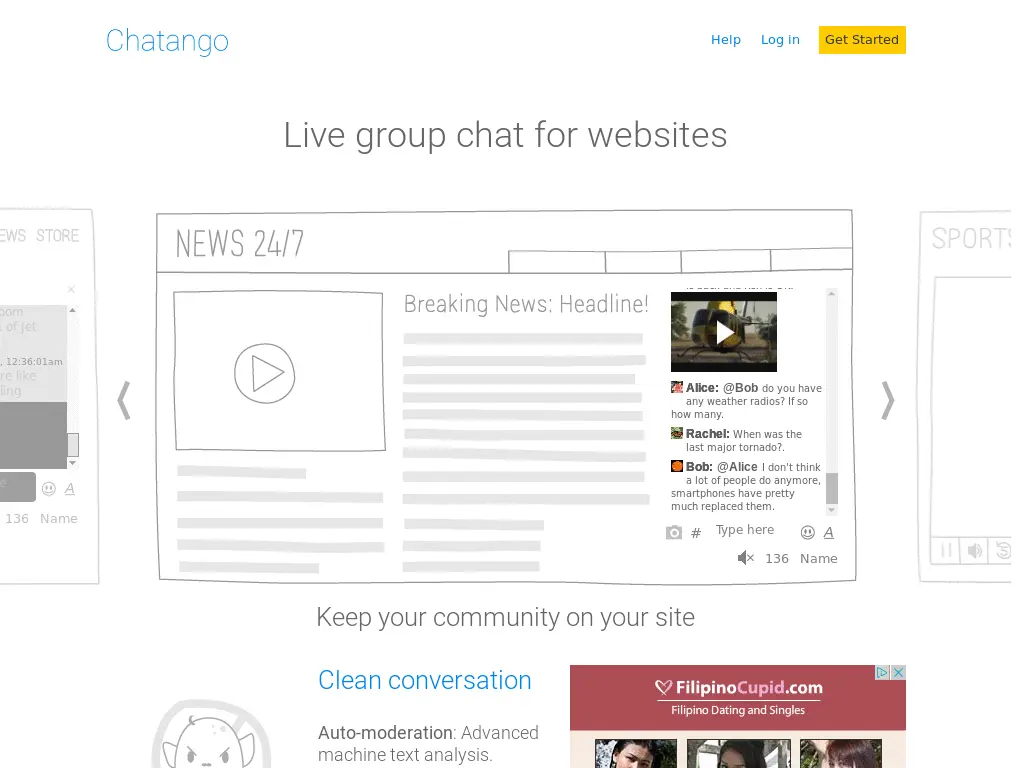 Chatango
Help Log in Get Started
Live group chat for websites
EWS STORE
x
of Jet
, 12:36:01am
re like
ling
A
136 Name
NEWS 24/7
Breaking News: Headline!
Alice: @Bob do you have
any weather radios? If so
how many.
Rachel: When was the
last major tornado?.
Bob: @Alice I don't think
a lot of people do anymore,
smartphones have pretty
much replaced them.
# Type here A
136 Name
SPORTS
Keep your community on your site
Clean conversation
Auto-moderation: Advanced
machine text analysis.
FilipinoCupid.com
Filipino Dating and Singles